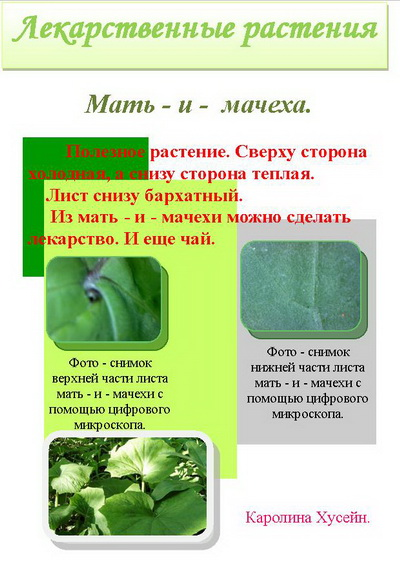 Лекарственные растения
Мать - и - мачеха.
Полезное растение. Сверху сторона
холодная, а снизу сторона теплая.
Лист снизу бархатный.
Из мать - и - мачехи можно сделать
лекарство. И еще чай.
Фото - снимок
верхней части листа
мать - и - мачехи с
помощью цифрового
микроскопа.
Фото - снимок
нижней части листа
мать - и - мачехи с
помощью цифрового
микроскопа.
Каролина Хусейн.